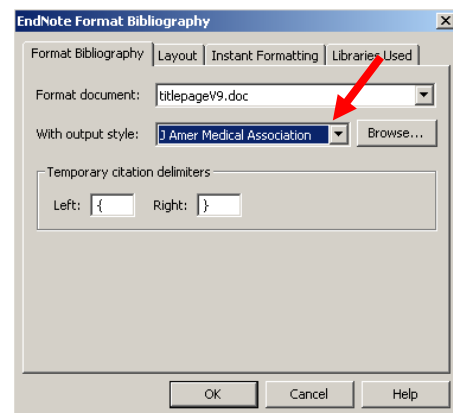 EndNote Format Bibliography
Format Bibliography Layout Instant Formatting Libraries Used
Format document: titlepageV9.doc
With output style: J Amer Medical Association Browse...
Temporary citation delimiters
Left: { Right: }
OK Cancel Help